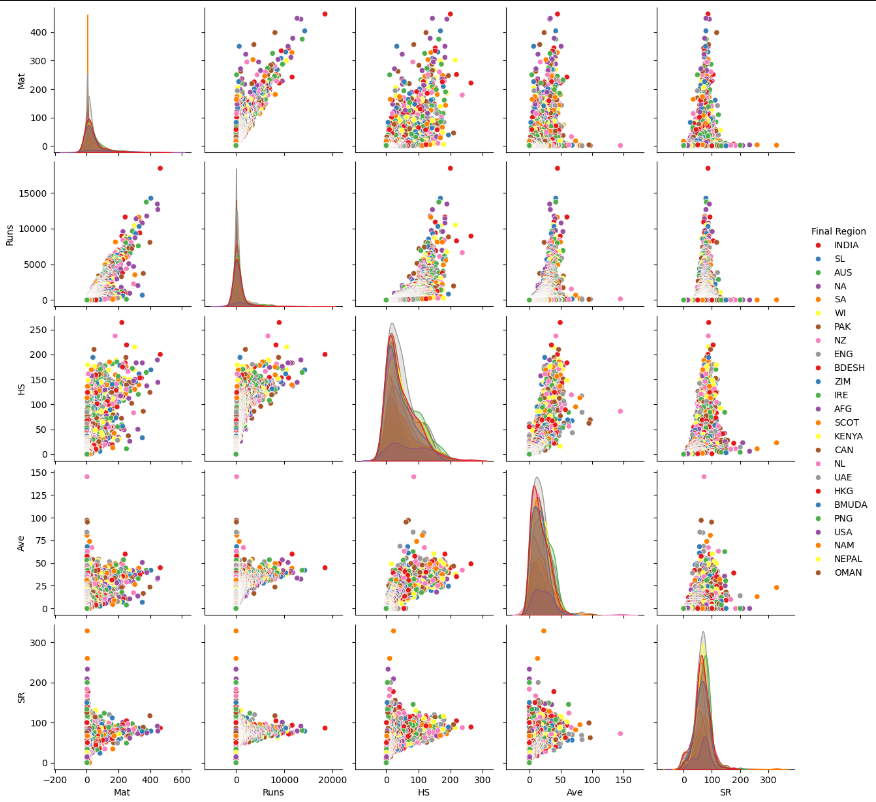 Mat
400
300
200
100
0
Runs
15000
10000
5000
0
HS
250
200
150
100
50
0
Ave
150
125
100
75
50
25
0
SR
300
200
100
0
−200 0 200 400 600
Mat
0 10000 20000
Runs
0 100 200 300
HS
0 50 100 150
Ave
0 100 200 300
SR
Final Region
INDIA
SL
AUS
NA
SA
WI
PAK
NZ
ENG
BDESH
ZIM
IRE
AFG
SCOT
KENYA
CAN
NL
UAE
HKG
BMUDA
PNG
USA
NAM
NEPAL
OMAN